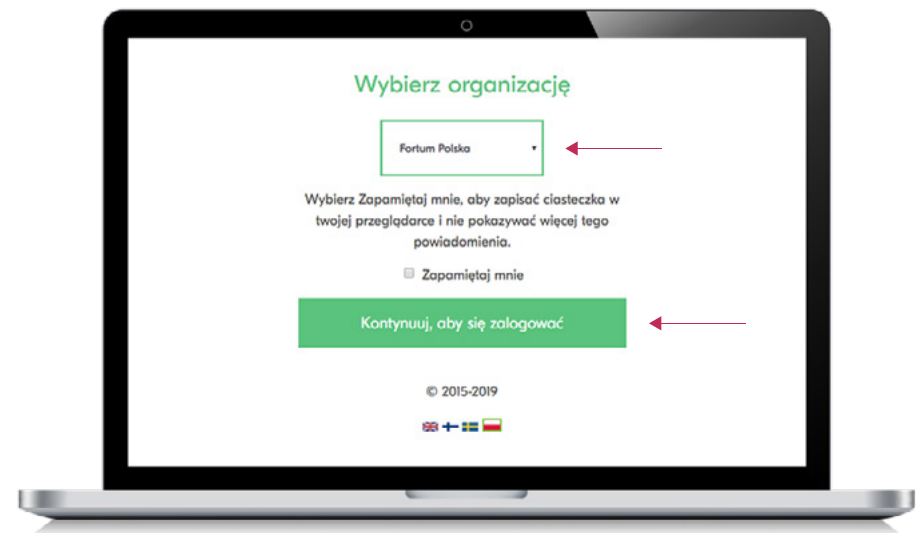 Wybierz organizację
Fortum Polska
Wybierz Zapamiętaj mnie, aby zapisać ciasteczka w
twojej przeglądarce i nie pokazywać więcej tego
powiadomienia.
Zapamiętaj mnie
Kontynuuj, aby się zalogować
© 2015-2019